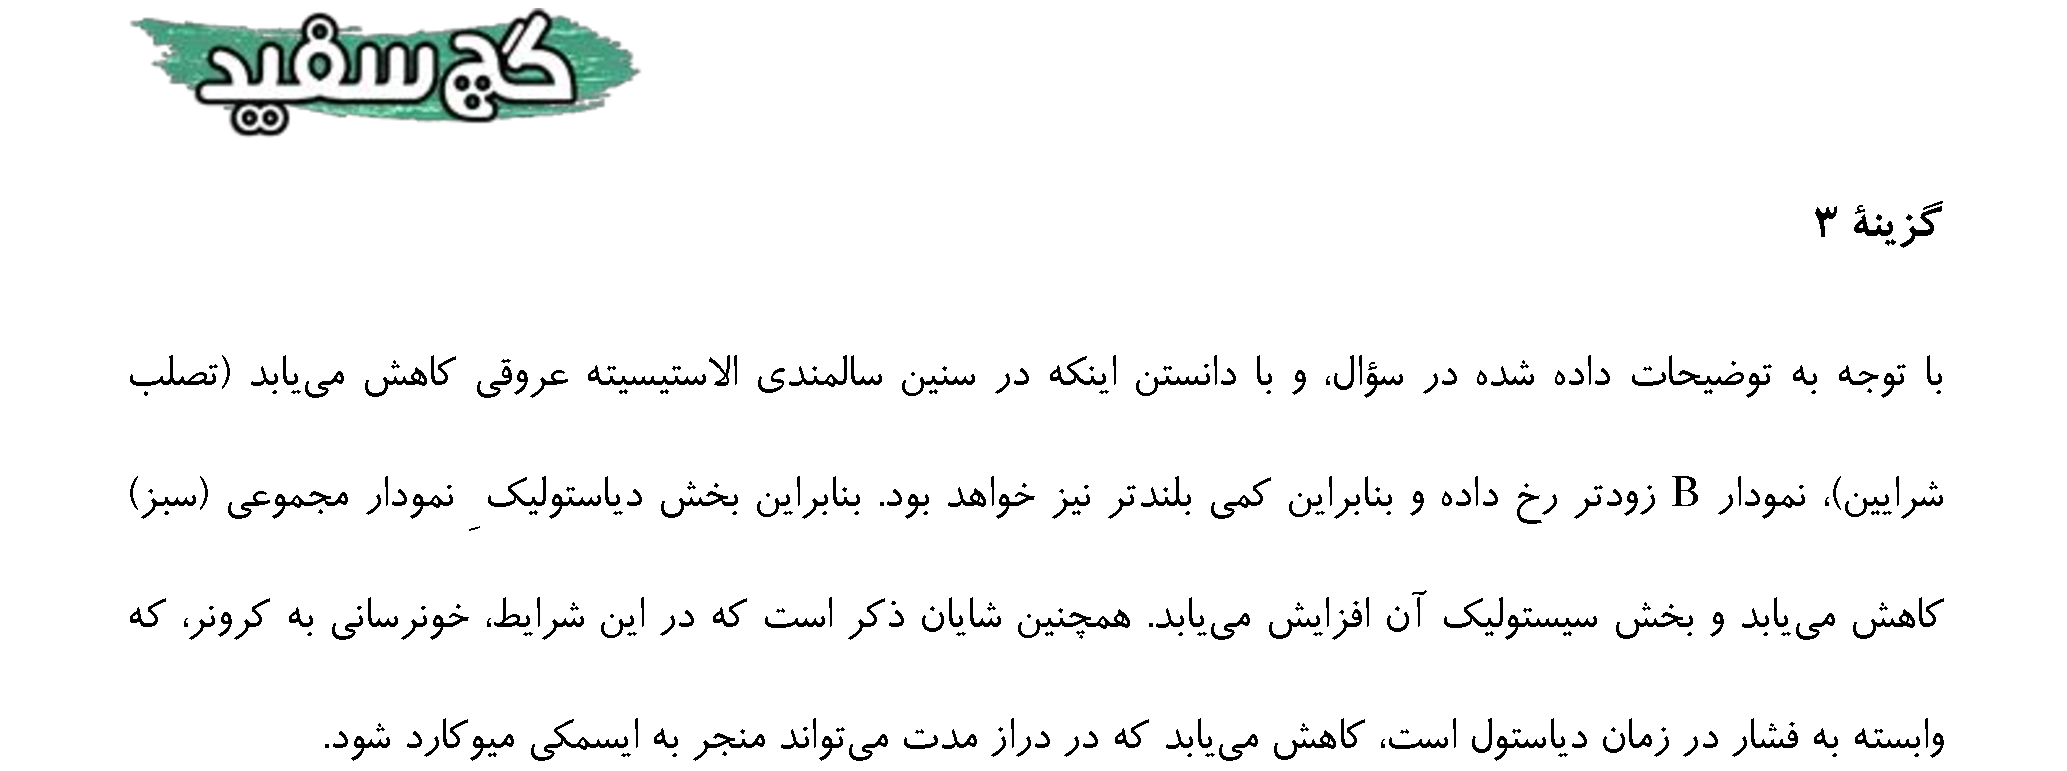 گچ سفید
گزینهٔ ۳
با توجه به توضیحات داده شده در سؤال، و با دانستن اینکه در سنین سالمندی الاستیسیته عروقی کاهش می‌یابد (تصلب
شرایین)، نمودار B زودتر رخ داده و بنابراین کمی بلندتر نیز خواهد بود. بنابراین بخش دیاستولیک ِ نمودار مجموعی (سبز)
کاهش می‌یابد و بخش سیستولیک آن افزایش می‌یابد. همچنین شایان ذکر است که در این شرایط، خونرسانی به کرونر، که
وابسته به فشار در زمان دیاستول است، کاهش می‌یابد که در دراز مدت می‌تواند منجر به ایسمکی میوکارد شود.